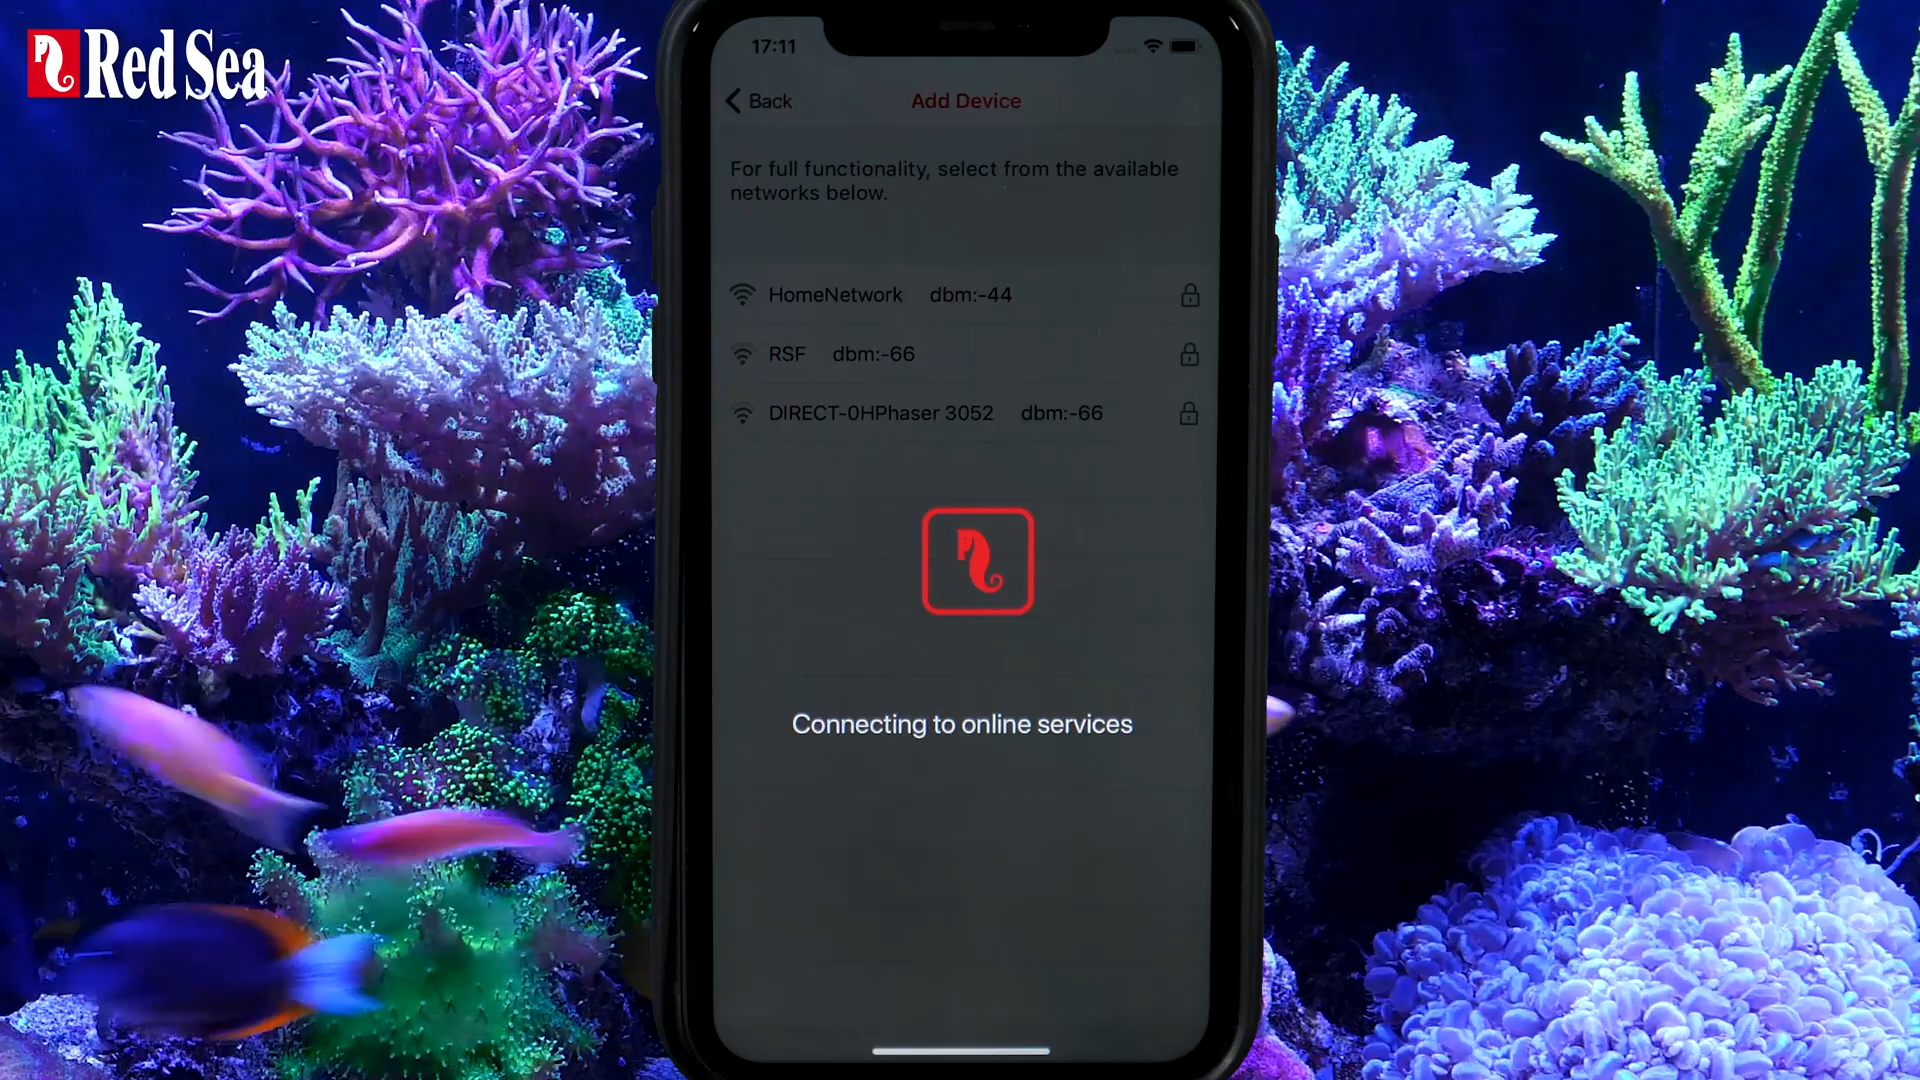 Red Sea
17:11
Back
Add Device
For full functionality, select from the available
networks below.
HomeNetwork dbm:-44
RSF dbm:-66
DIRECT-0HPhaser 3052 dbm:-66
Connecting to online services